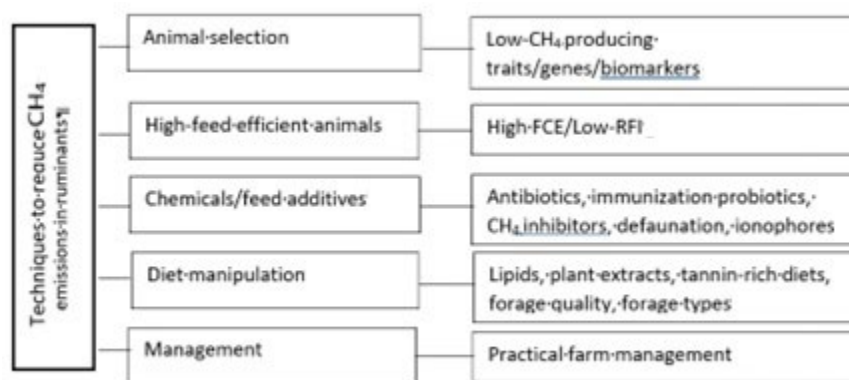 Techniques·to·reduce·CH₄
emissions·in·ruminants¶
Animal·selection
Low-CH₄·producing·
traits/genes/biomarkers
High-feed-efficient·animals
High-FCE/Low-RFI
Chemicals/feed·additives
Antibiotics,·immunization·probiotics,·
CH₄·inhibitors,·defaunation,·ionophores
Diet·manipulation
Lipids,·plant·extracts,·tannin-rich·diets,
forage·quality,·forage·types
Management
Practical·farm·management